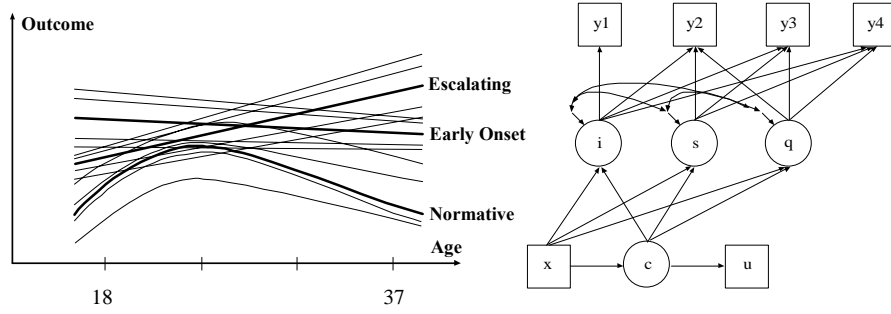 Outcome
Escalating
Early Onset
Normative
Age
18
37
y1
y2
y3
y4
i
s
q
x
c
u